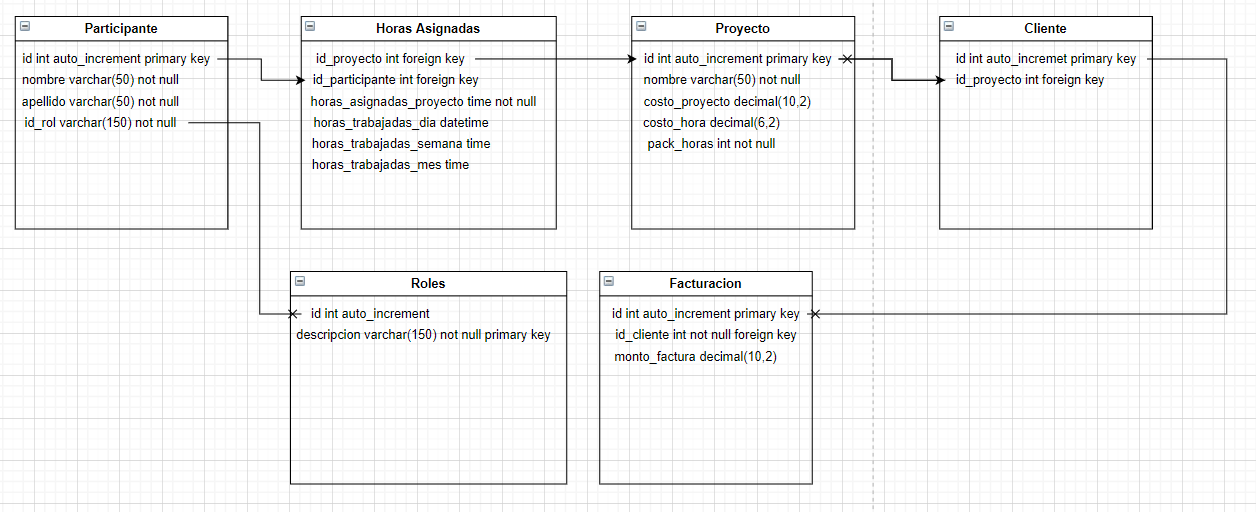 Participante
id int auto_increment primary key
nombre varchar(50) not null
apellido varchar(50) not null
id_rol varchar(150) not null
Horas Asignadas
id_proyecto int foreign key
id_participante int foreign key
horas_asignadas_proyecto time not null
horas_trabajadas_dia datetime
horas_trabajadas_semana time
horas_trabajadas_mes time
Proyecto
id int auto_increment primary key
nombre varchar(50) not null
costo_proyecto decimal(10,2)
costo_hora decimal(6,2)
pack_horas int not null
Cliente
id int auto_incremet primary key
id_proyecto int foreign key
Roles
id int auto_increment
descripcion varchar(150) not null primary key
Facturacion
id int auto_increment primary key
id_cliente int not null foreign key
monto_factura decimal(10,2)